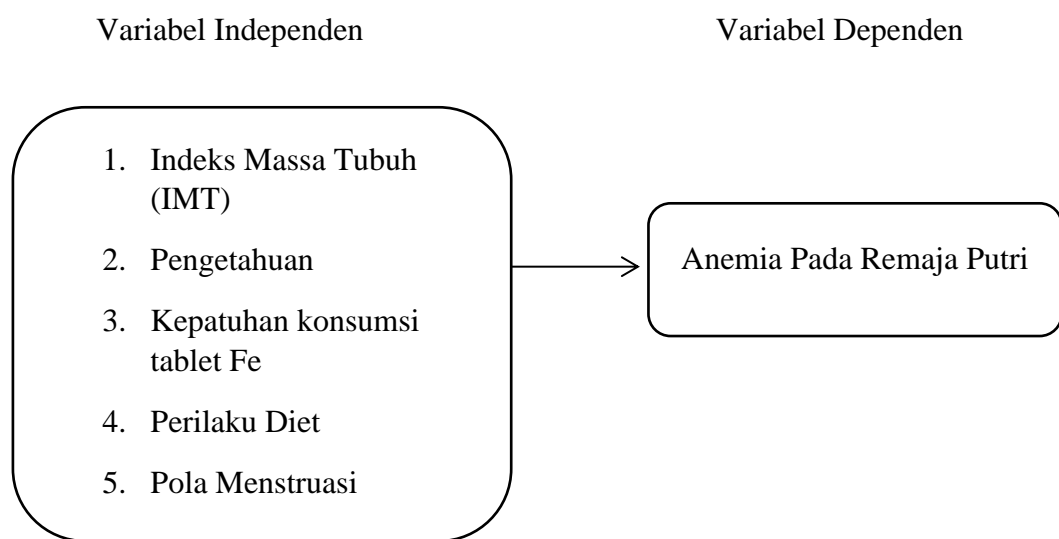 Variabel Independen
Variabel Dependen
1. Indeks Massa Tubuh
(IMT)
2. Pengetahuan
3. Kepatuhan konsumsi
tablet Fe
4. Perilaku Diet
5. Pola Menstruasi
Anemia Pada Remaja Putri